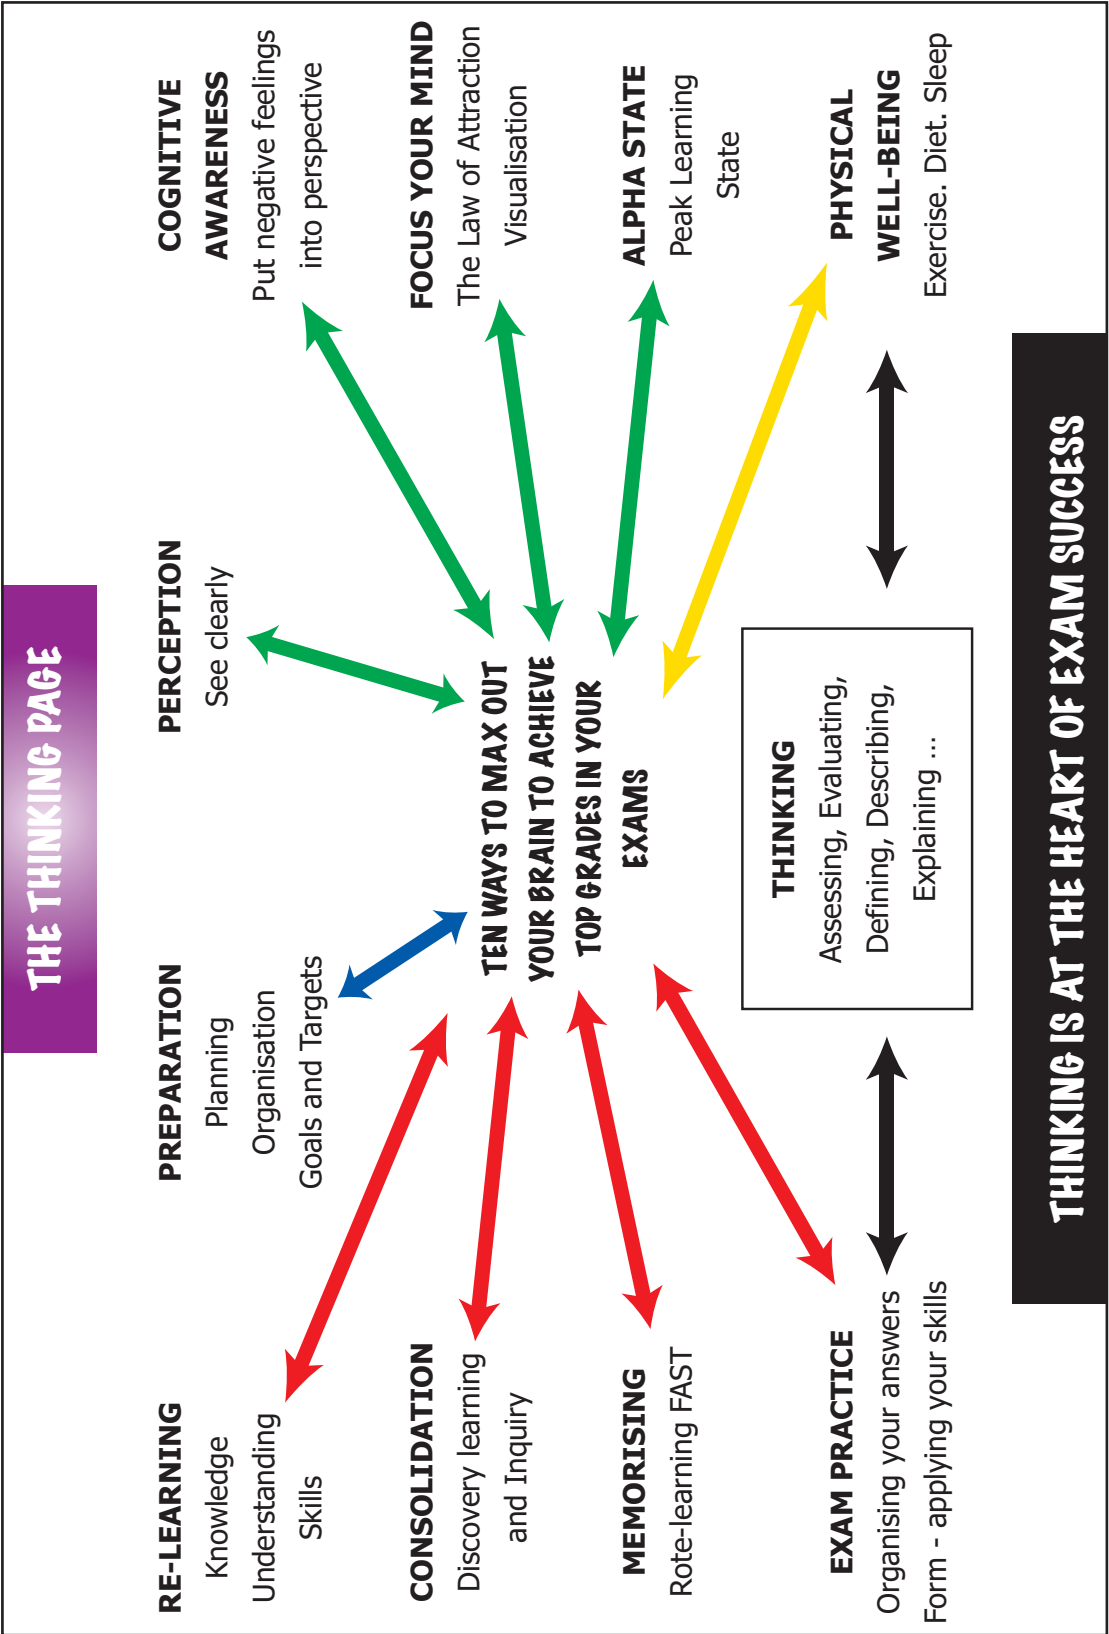 THE THINKING PAGE
RE-LEARNING
Knowledge
Understanding
Skills
PREPARATION
Planning
Organisation
Goals and Targets
PERCEPTION
See clearly
COGNITIVE
AWARENESS
Put negative feelings
into perspective
CONSOLIDATION
Discovery learning
and Inquiry
TEN WAYS TO MAX OUT
YOUR BRAIN TO ACHIEVE
TOP GRADES IN YOUR
EXAMS
FOCUS YOUR MIND
The Law of Attraction
Visualisation
MEMORISING
Rote-learning FAST
ALPHA STATE
Peak Learning
State
EXAM PRACTICE
Organising your answers
Form - applying your skills
THINKING
Assessing, Evaluating,
Defining, Describing,
Explaining ...
PHYSICAL
WELL-BEING
Exercise. Diet. Sleep
THINKING IS AT THE HEART OF EXAM SUCCESS